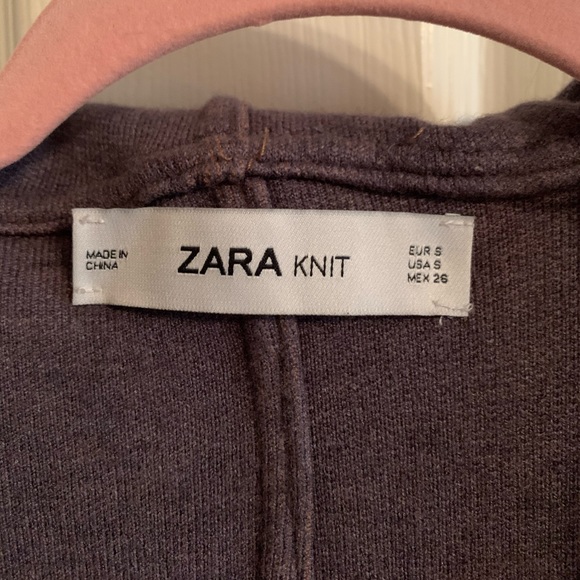 MADE IN
CHINA
ZARA KNIT
EUR S
USA S
MEX 26